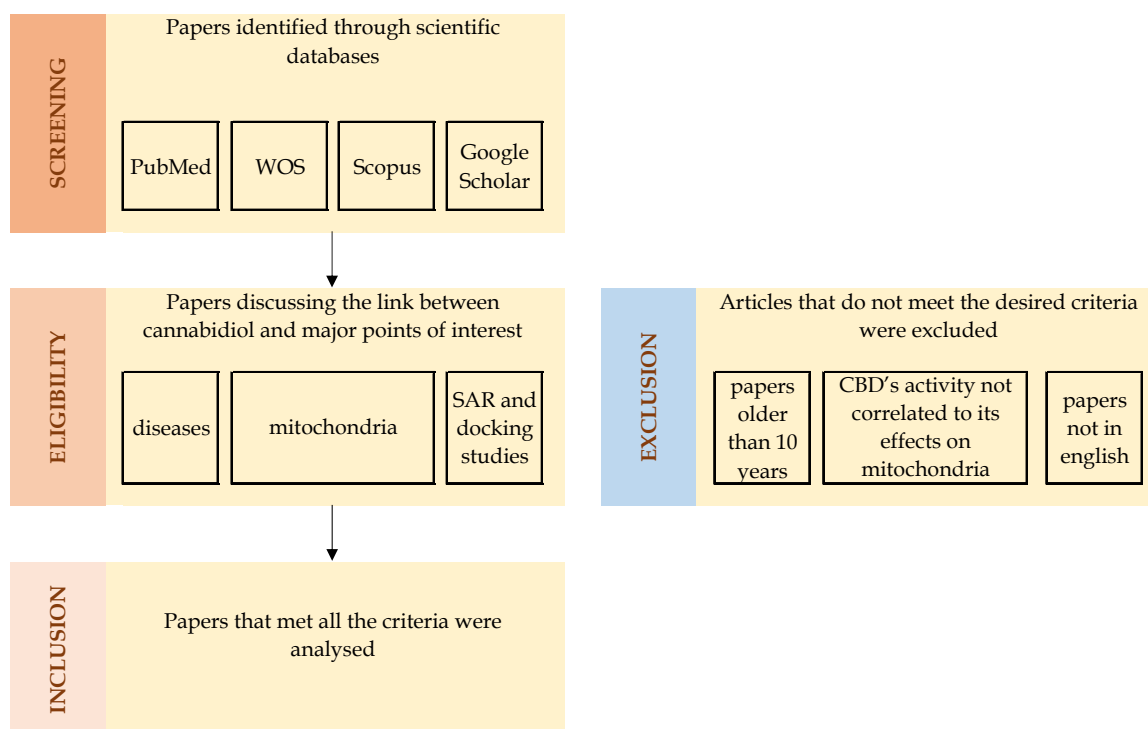 SCREENING
Papers identified through scientific
databases
PubMed
WOS
Scopus
Google
Scholar
ELIGIBILITY
Papers discussing the link between
cannabidiol and major points of interest
diseases
mitochondria
SAR and
docking
studies
EXCLUSION
Articles that do not meet the desired criteria
were excluded
papers
older
than 10
years
CBD's activity not
correlated to its
effects on
mitochondria
papers
not in
english
INCLUSION
Papers that met all the criteria were
analysed